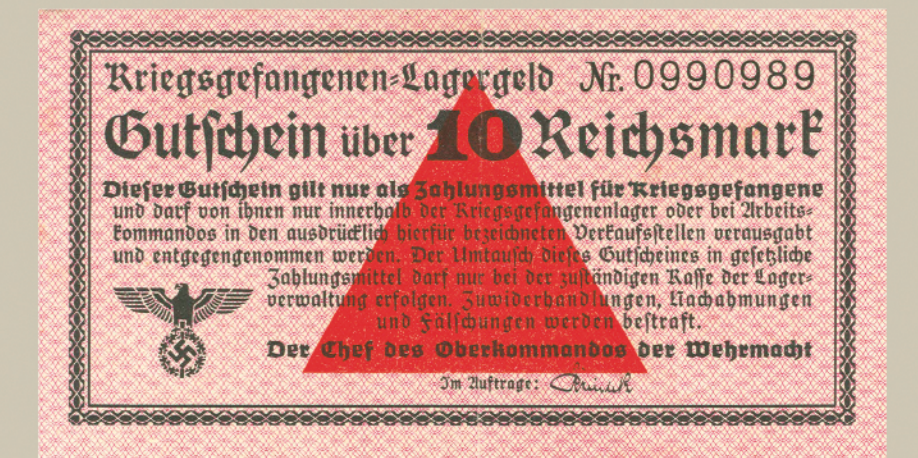 Kriegsgefangenen-Lagergeld Nr. 0990989
Gutschein über 10 Reichsmark
Dieser Gutschein gilt nur als Zahlungsmittel für Kriegsgefangene
und darf von ihnen nur innerhalb der Kriegsgefangenenlager oder bei Arbeits-
kommandos in den ausdrücklich hierfür bezeichneten Verkaufsstellen verausgabt
und entgegengenommen werden. Der Umtausch dieses Gutscheines in gesetzliche
Zahlungsmittel darf nur bei der zuständigen Kasse der Lager-
verwaltung erfolgen. Zuwiderhandlungen, Nachahmungen
und Fälschungen werden bestraft.
Der Chef des Oberkommandos der Wehrmacht
Im Auftrage: